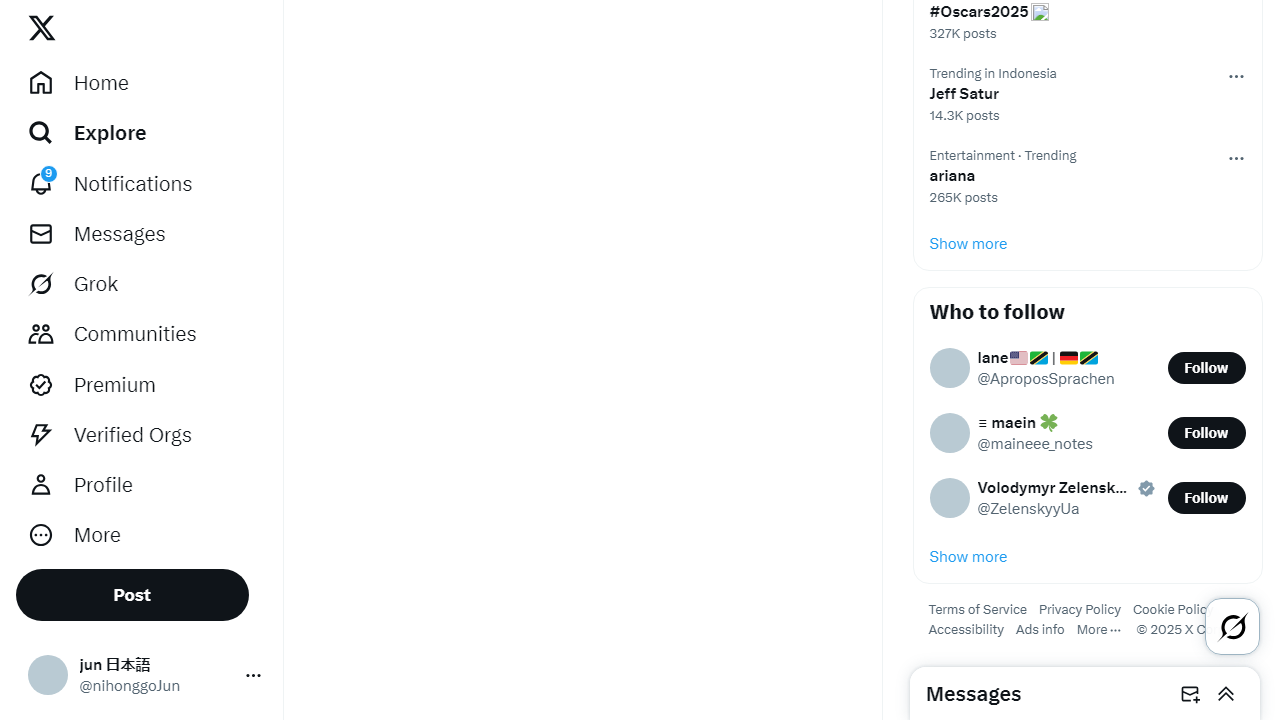 Home
Explore
9
Notifications
Messages
Grok
Communities
Premium
Verified Orgs
Profile
More
Post
jun 日本語
@nihonggoJun
#Oscars2025
327K posts
Trending in Indonesia
Jeff Satur
14.3K posts
Entertainment · Trending
ariana
265K posts
Show more
Who to follow
lane🇺🇸🇹🇿 | 🇩🇪🇹🇿
@AproposSprachen
Follow
≡ maein 🍀
@maineee_notes
Follow
Volodymyr Zelensk...
@ZelenskyyUa
Follow
Show more
Terms of Service Privacy Policy Cookie Polic
Accessibility Ads info More ··· © 2025 X C
Messages